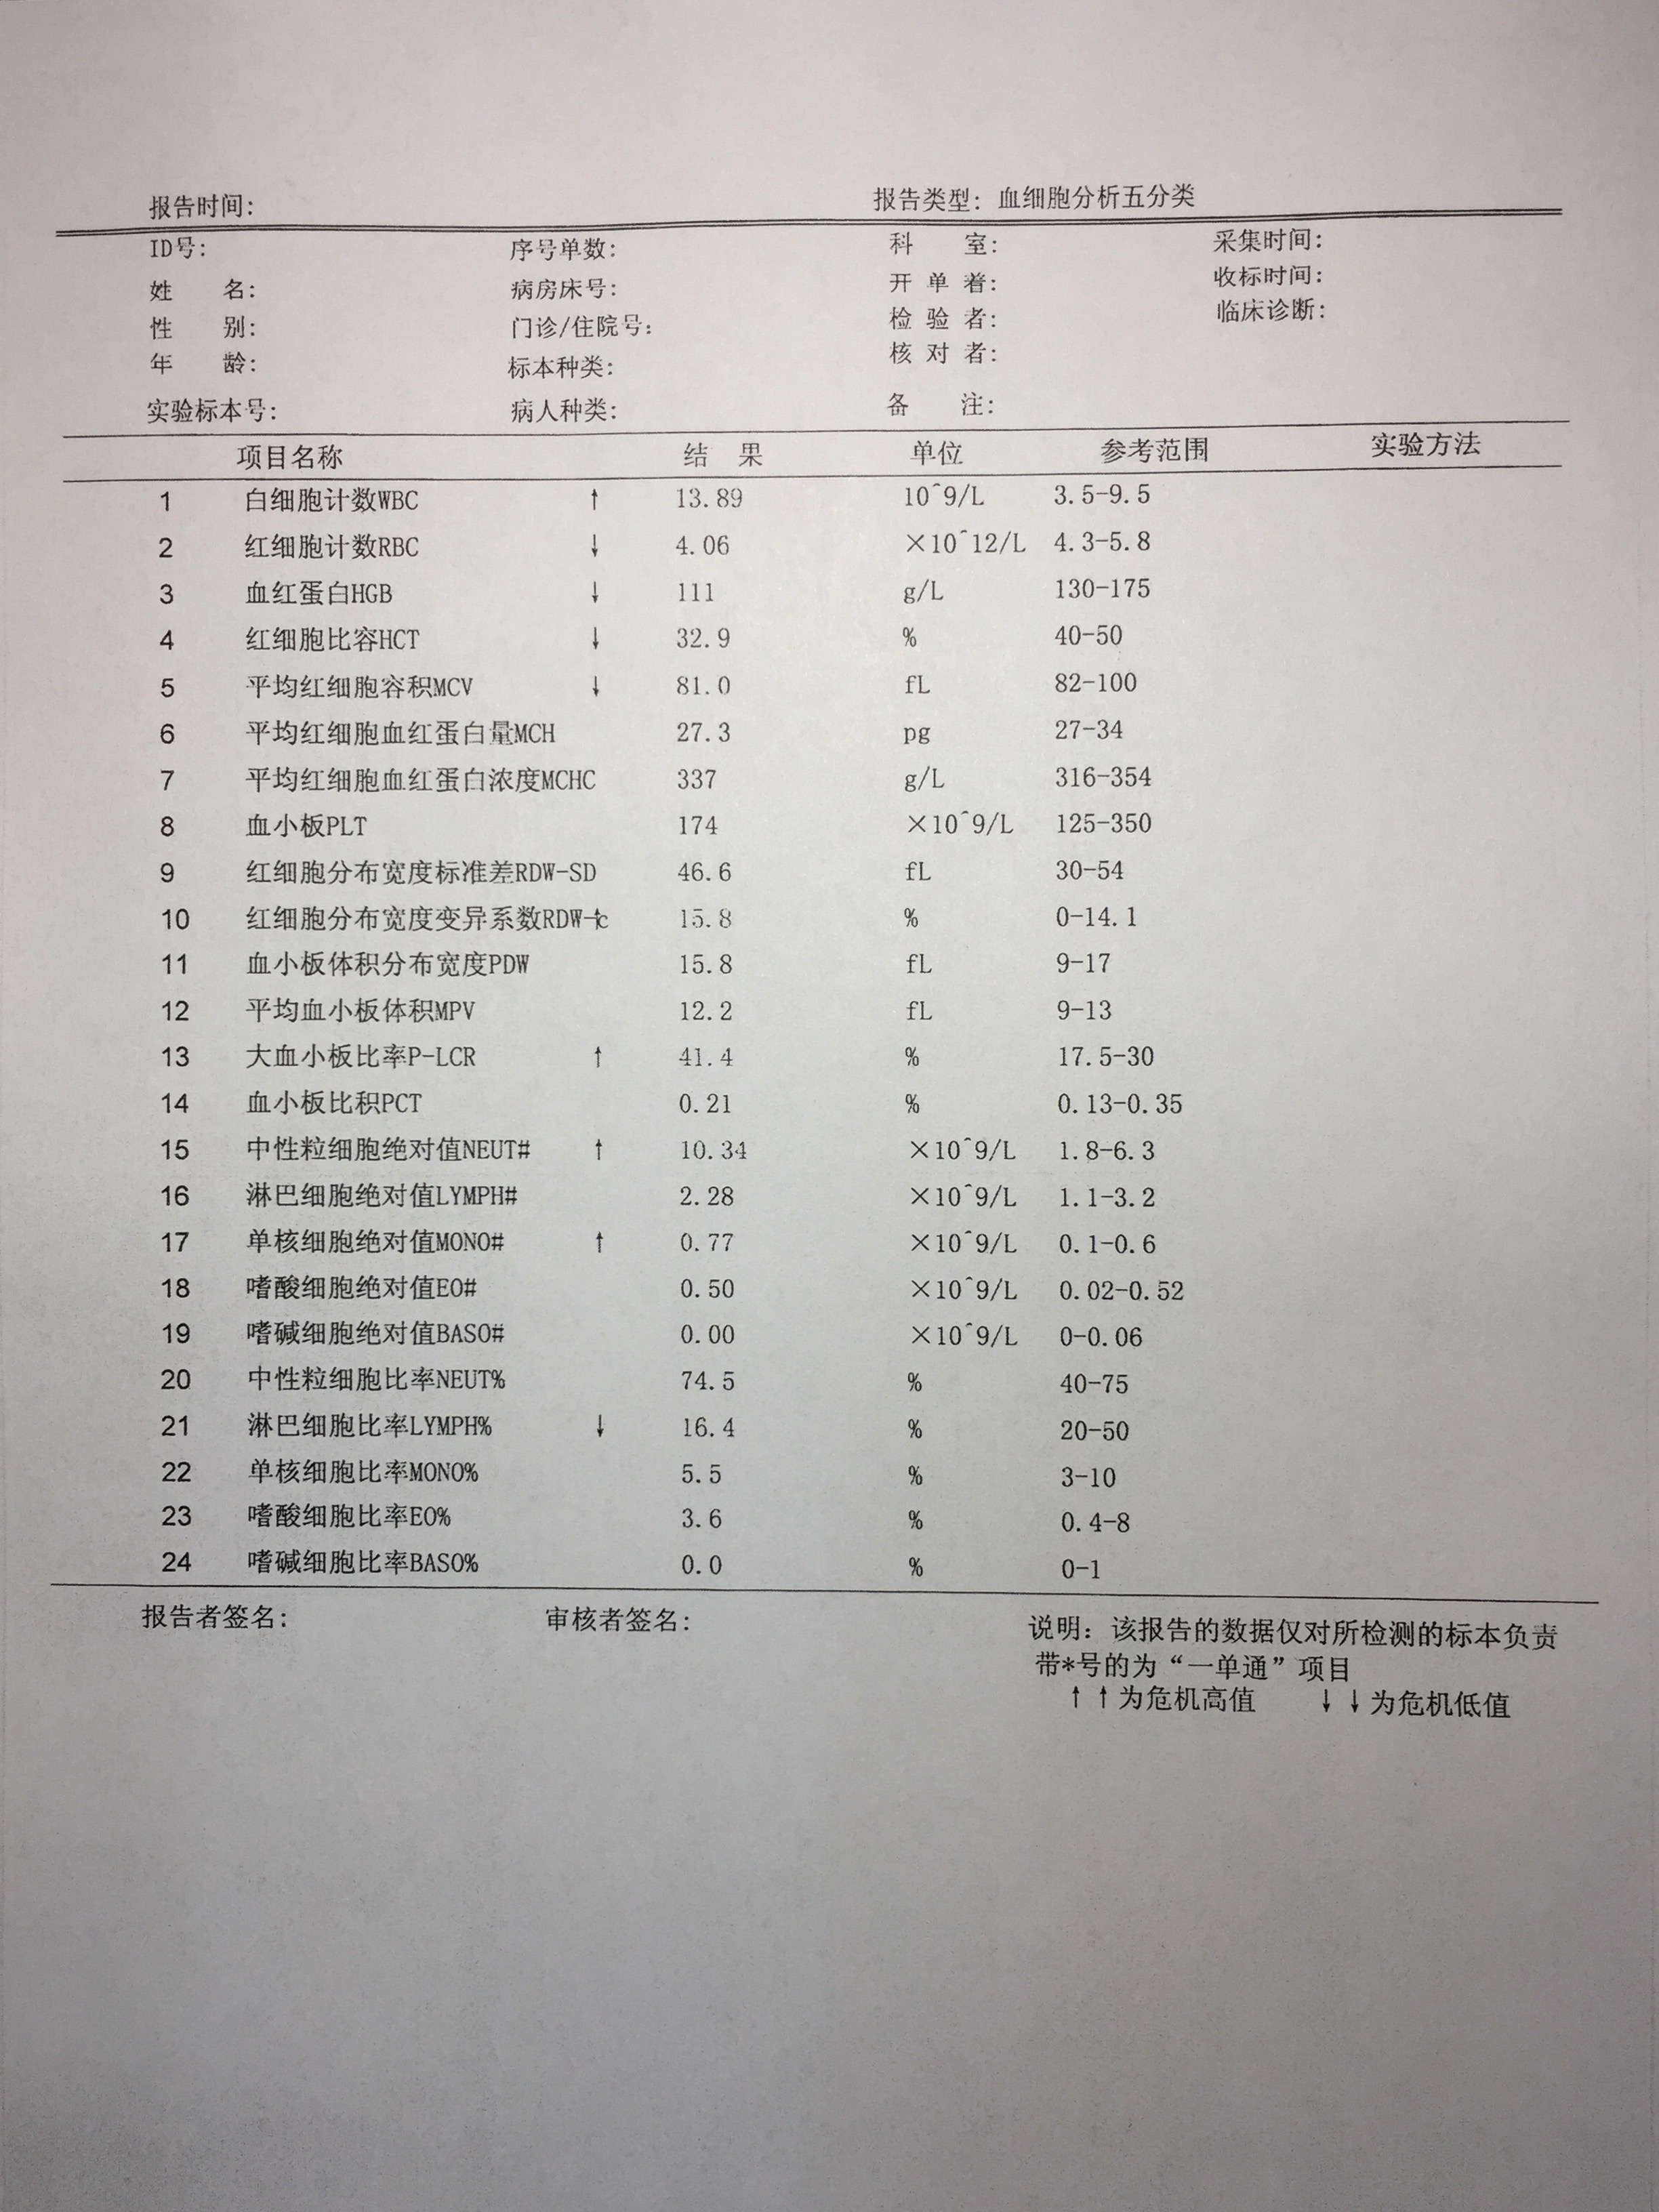 报告时间: 报告类型: 血细胞分析五分类
ID号: 序号单数: 科 室: 采集时间:
姓 名: 病房床号: 开 单 着: 收标时间:
性 别: 门诊/住院号: 检 验 者: 临床诊断:
年 龄: 标本种类: 核 对 者:
实验标本号: 病人种类: 备 注:
项目名称 结 果 单位 参考范围 实验方法
1 白细胞计数WBC ↑ 13.89 10^9/L 3.5-9.5
2 红细胞计数RBC ↓ 4.06 ×10^12/L 4.3-5.8
3 血红蛋白HGB ↓ 111 g/L 130-175
4 红细胞比容HCT ↓ 32.9 % 40-50
5 平均红细胞容积MCV ↓ 81.0 fL 82-100
6 平均红细胞血红蛋白量MCH 27.3 pg 27-34
7 平均红细胞血红蛋白浓度MCHC 337 g/L 316-354
8 血小板PLT 174 ×10^9/L 125-350
9 红细胞分布宽度标准差RDW-SD 46.6 fL 30-54
10 红细胞分布宽度变异系数RDW-↑c 15.8 % 0-14.1
11 血小板体积分布宽度PDW 15.8 fL 9-17
12 平均血小板体积MPV 12.2 fL 9-13
13 大血小板比率P-LCR ↑ 41.4 % 17.5-30
14 血小板比积PCT 0.21 % 0.13-0.35
15 中性粒细胞绝对值NEUT# ↑ 10.34 ×10^9/L 1.8-6.3
16 淋巴细胞绝对值LYMPH# 2.28 ×10^9/L 1.1-3.2
17 单核细胞绝对值MONO# ↑ 0.77 ×10^9/L 0.1-0.6
18 嗜酸细胞绝对值EO# 0.50 ×10^9/L 0.02-0.52
19 嗜碱细胞绝对值BASO# 0.00 ×10^9/L 0-0.06
20 中性粒细胞比率NEUT% 74.5 % 40-75
21 淋巴细胞比率LYMPH% ↓ 16.4 % 20-50
22 单核细胞比率MONO% 5.5 % 3-10
23 嗜酸细胞比率EO% 3.6 % 0.4-8
24 嗜碱细胞比率BASO% 0.0 % 0-1
报告者签名: 审核者签名: 说明: 该报告的数据仅对所检测的标本负责
带*号的为“一单通”项目
↑↑为危机高值 ↓↓为危机低值